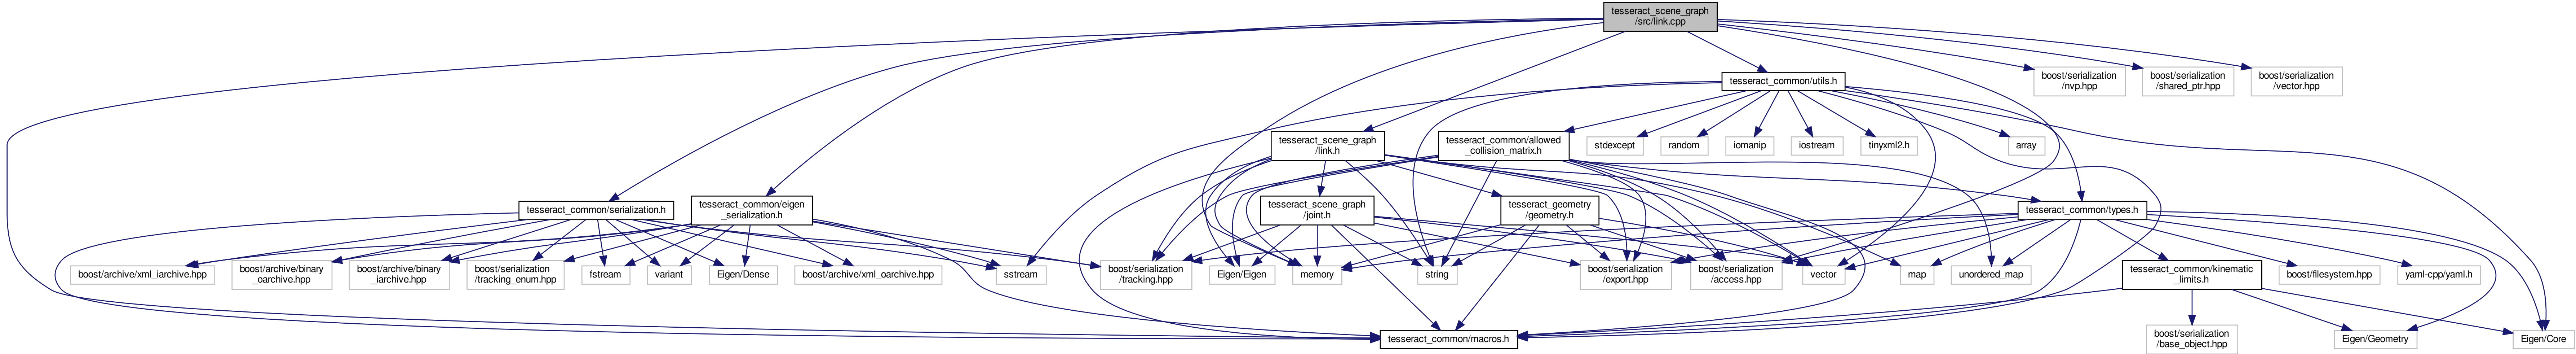 tesseract_scene_graph
/src/link.cpp
tesseract_common/utils.h
boost/serialization
/nvp.hpp
boost/serialization
/shared_ptr.hpp
boost/serialization
/vector.hpp
tesseract_scene_graph
/link.h
tesseract_common/allowed
_collision_matrix.h
stdexcept
random
iomanip
iostream
tinyxml2.h
array
tesseract_common/serialization.h
tesseract_common/eigen
_serialization.h
tesseract_scene_graph
/joint.h
tesseract_geometry
/geometry.h
tesseract_common/types.h
boost/archive/xml_iarchive.hpp
boost/archive/binary
_oarchive.hpp
boost/archive/binary
_iarchive.hpp
boost/serialization
/tracking_enum.hpp
fstream
variant
Eigen/Dense
boost/archive/xml_oarchive.hpp
sstream
boost/serialization
/tracking.hpp
Eigen/Eigen
memory
string
boost/serialization
/export.hpp
boost/serialization
/access.hpp
vector
map
unordered_map
tesseract_common/kinematic
_limits.h
boost/filesystem.hpp
yaml-cpp/yaml.h
tesseract_common/macros.h
boost/serialization
/base_object.hpp
Eigen/Geometry
Eigen/Core